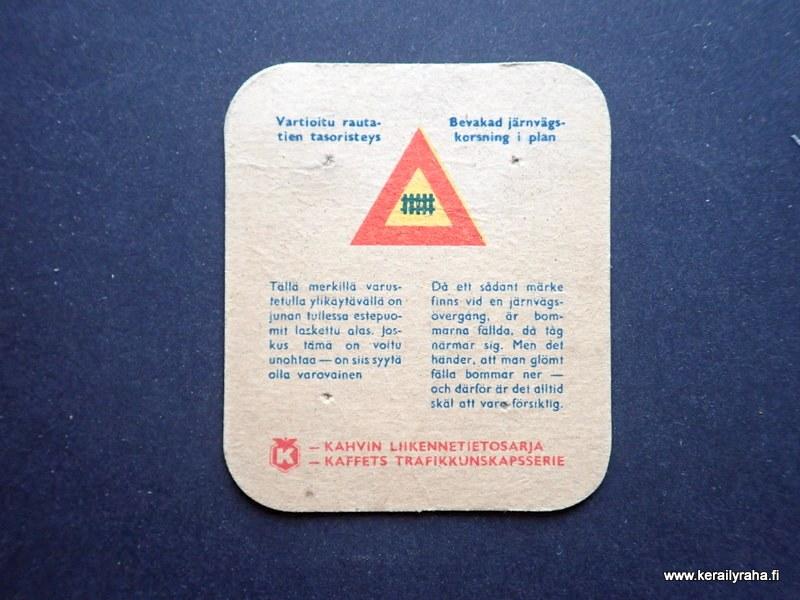 Vartioitu rauta-
tien tasoristeys
Bevakad järnvägs-
korsning i plan
Tällä merkillä varus-
tetulla ylikäytävällä on
junan tullessa estepuo-
mit laskettu alas. Jos-
kus tämä on voitu
unohtaa — on siis syytä
olla varovainen
Då ett sådant märke
finns vid en järnvägs-
övergång, är bom-
marna fällda, då tåg
närmar sig. Men det
händer, att man glömt
fälla bommar ner —
och därför är det alltid
skäl att vara försiktig.
K
— KAHVIN LIIKENNETIETOSARJA
— KAFFETS TRAFIKKUNSKAPSSERIE
www.kerailyraha.fi